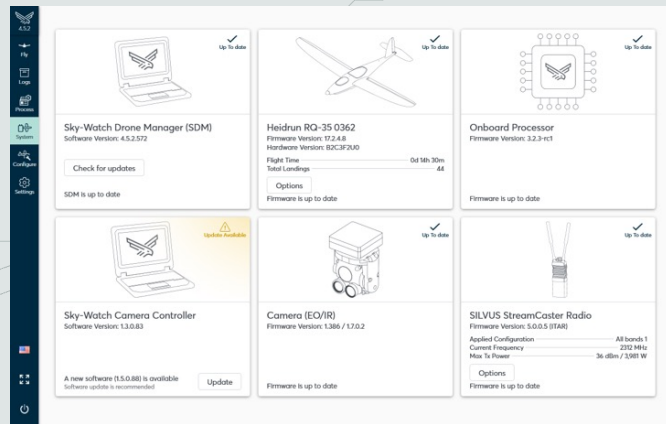 4.5.2
Fly
Logs
Process
System
Configure
Settings
Up To date
Sky-Watch Drone Manager (SDM)
Software Version: 4.5.2.572
Check for updates
SDM is up to date
Up To date
Heidrun RQ-35 0362
Firmware Version: 17.2.4.8
Hardware Version: B2C3F2U0
Flight Time 0d 14h 30m
Total Landings 44
Options
Firmware is up to date
Up To date
Onboard Processor
Firmware Version: 3.2.3-rc1
Firmware is up to date
Update Available
Sky-Watch Camera Controller
Software Version: 1.3.0.83
A new software (1.5.0.88) is available
Software update is recommended
Update
Up To date
Camera (EO/IR)
Firmware Version: 1.386 / 1.7.0.2
Firmware is up to date
Up To date
SILVUS StreamCaster Radio
Firmware Version: 5.0.0.5 (ITAR)
Applied Configuration All bands 1
Current Frequency 2312 MHz
Max Tx Power 36 dBm / 3,981 W
Options
Firmware is up to date